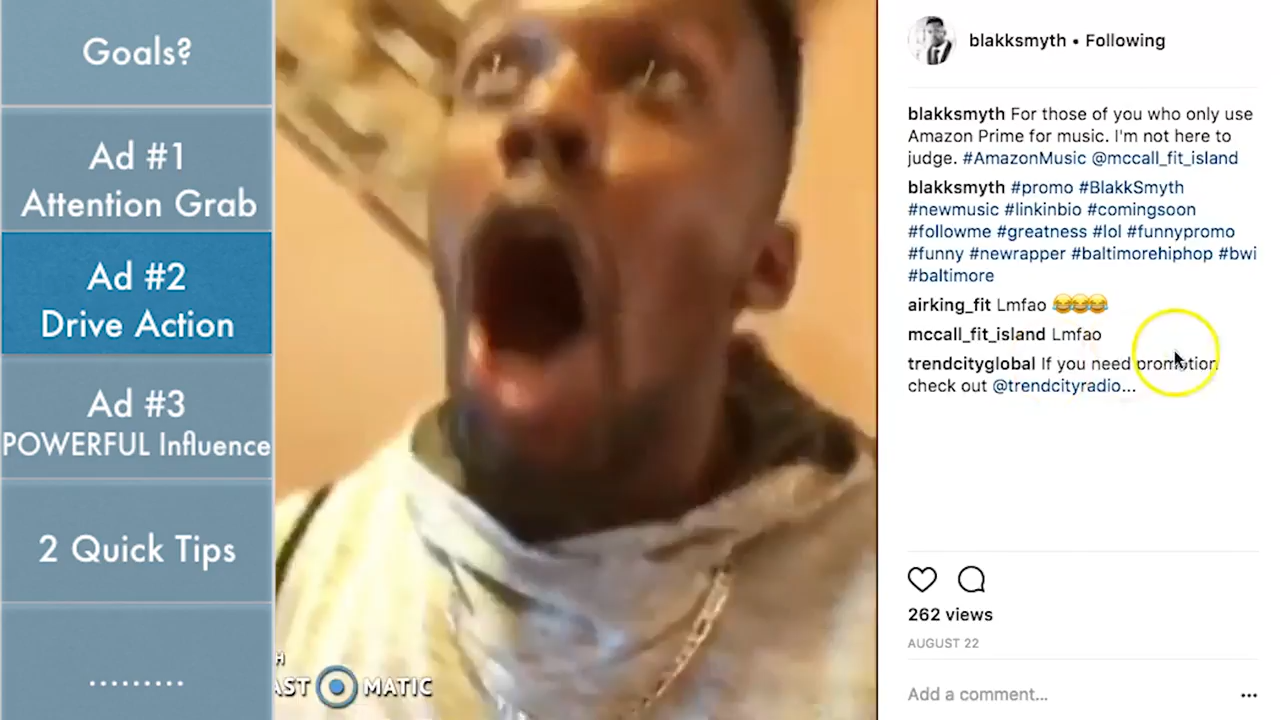 Goals?
Ad #1
Attention Grab
Ad #2
Drive Action
Ad #3
POWERFUL Influence
2 Quick Tips
.........
H
AST MATIC
blakksmyth • Following
blakksmyth For those of you who only use
Amazon Prime for music. I'm not here to
judge. #AmazonMusic @mccall_fit_island
blakksmyth #promo #BlakkSmyth
#newmusic #linkinbio #comingsoon
#followme #greatness #lol #funnypromo
#funny #newrapper #baltimorehiphop #bwi
#baltimore
airking_fit Lmfao 😂😂😂
mccall_fit_island Lmfao
trendcityglobal If you need promotion
check out @trendcityradio...
262 views
AUGUST 22
Add a comment...